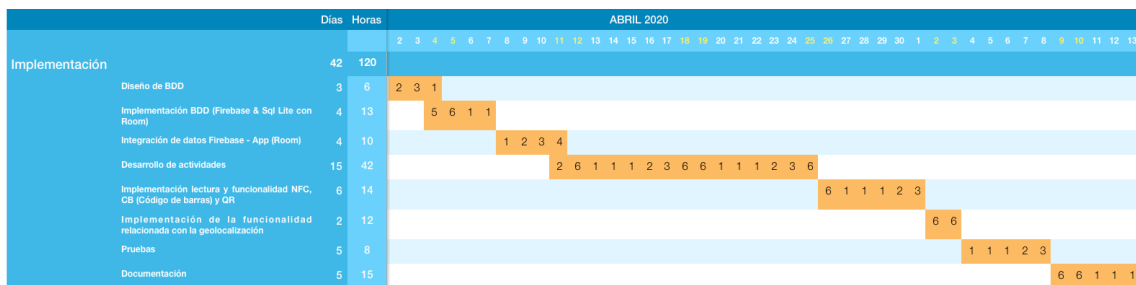 Días Horas ABRIL 2020
2 3 4 5 6 7 8 9 10 11 12 13 14 15 16 17 18 19 20 21 22 23 24 25 26 27 28 29 30 1 2 3 4 5 6 7 8 9 10 11 12 13
Implementación 42 120
Diseño de BDD 3 6 2 3 1
Implementación BDD (Firebase & Sql Lite con
Room) 4 13 5 6 1 1
Integración de datos Firebase - App (Room) 4 10 1 2 3 4
Desarrollo de actividades 15 42 2 6 1 1 1 2 3 6 6 1 1 1 2 3 6
Implementación lectura y funcionalidad NFC,
CB (Código de barras) y QR 6 14 6 1 1 1 2 3
Implementación de la funcionalidad
relacionada con la geolocalización 2 12 6 6
Pruebas 5 8 1 1 1 2 3
Documentación 5 15 6 6 1 1 1